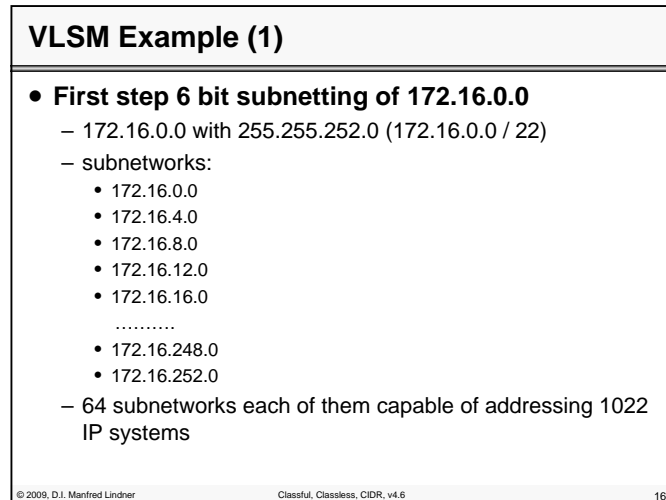 VLSM Example (1)
• First step 6 bit subnetting of 172.16.0.0
– 172.16.0.0 with 255.255.252.0 (172.16.0.0 / 22)
– subnetworks:
• 172.16.0.0
• 172.16.4.0
• 172.16.8.0
• 172.16.12.0
• 172.16.16.0
……….
• 172.16.248.0
• 172.16.252.0
– 64 subnetworks each of them capable of addressing 1022
IP systems
© 2009, D.I. Manfred Lindner
Classful, Classless, CIDR, v4.6
16